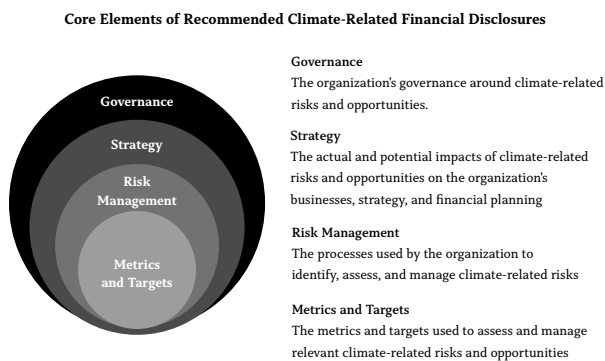 Core Elements of Recommended Climate-Related Financial Disclosures
Governance
Strategy
Risk
Management
Metrics
and Targets
Governance
The organization's governance around climate-related
risks and opportunities.
Strategy
The actual and potential impacts of climate-related
risks and opportunities on the organization's
businesses, strategy, and financial planning
Risk Management
The processes used by the organization to
identify, assess, and manage climate-related risks
Metrics and Targets
The metrics and targets used to assess and manage
relevant climate-related risks and opportunities